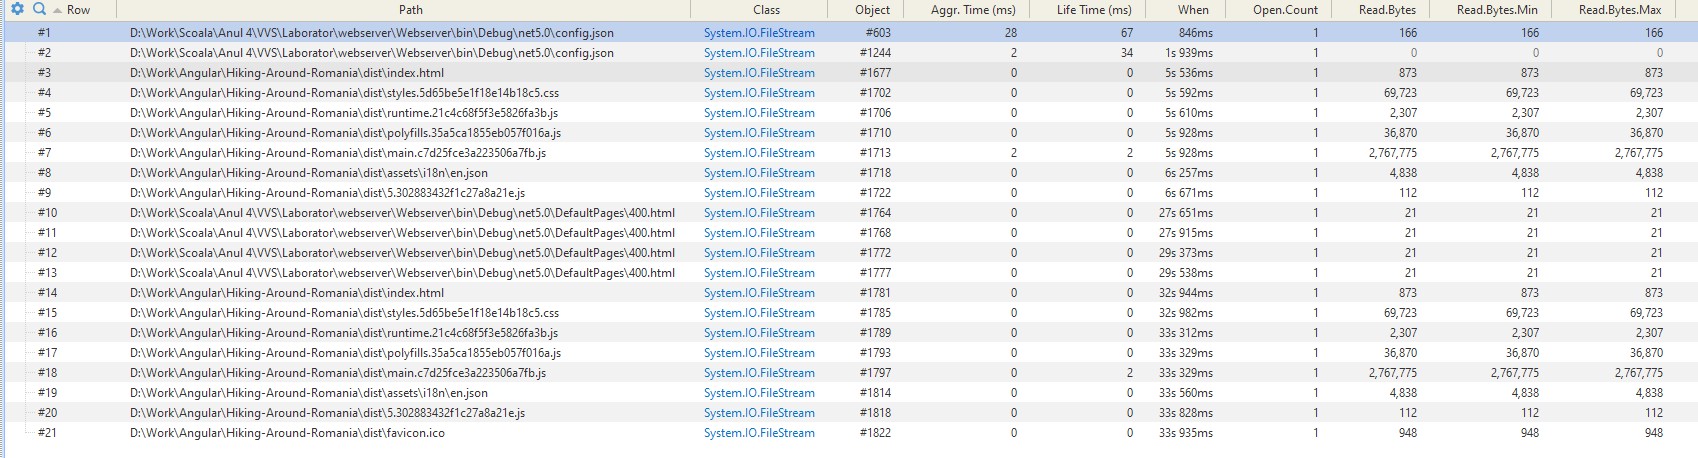 Row Path Class Object Aggr. Time (ms) Life Time (ms) When Open.Count Read.Bytes Read.Bytes.Min Read.Bytes.Max
#1 D:\Work\Scoala\Anul 4\VVS\Laborator\webserver\Webserver\bin\Debug\net5.0\config.json System.IO.FileStream #603 28 67 846ms 1 166 166 166
#2 D:\Work\Scoala\Anul 4\VVS\Laborator\webserver\Webserver\bin\Debug\net5.0\config.json System.IO.FileStream #1244 2 34 1s 939ms 1 0 0 0
#3 D:\Work\Angular\Hiking-Around-Romania\dist\index.html System.IO.FileStream #1677 0 0 5s 536ms 1 873 873 873
#4 D:\Work\Angular\Hiking-Around-Romania\dist\styles.5d65be5e1f18e14b18c5.css System.IO.FileStream #1702 0 0 5s 592ms 1 69,723 69,723 69,723
#5 D:\Work\Angular\Hiking-Around-Romania\dist\runtime.21c4c68f5f3e5826fa3b.js System.IO.FileStream #1706 0 0 5s 610ms 1 2,307 2,307 2,307
#6 D:\Work\Angular\Hiking-Around-Romania\dist\polyfills.35a5ca1855eb057f016a.js System.IO.FileStream #1710 0 0 5s 928ms 1 36,870 36,870 36,870
#7 D:\Work\Angular\Hiking-Around-Romania\dist\main.c7d25fce3a223506a7fb.js System.IO.FileStream #1713 2 2 5s 928ms 1 2,767,775 2,767,775 2,767,775
#8 D:\Work\Angular\Hiking-Around-Romania\dist\assets\i18n\en.json System.IO.FileStream #1718 0 0 6s 257ms 1 4,838 4,838 4,838
#9 D:\Work\Angular\Hiking-Around-Romania\dist\5.302883432f1c27a8a21e.js System.IO.FileStream #1722 0 0 6s 671ms 1 112 112 112
#10 D:\Work\Scoala\Anul 4\VVS\Laborator\webserver\Webserver\bin\Debug\net5.0\DefaultPages\400.html System.IO.FileStream #1764 0 0 27s 651ms 1 21 21 21
#11 D:\Work\Scoala\Anul 4\VVS\Laborator\webserver\Webserver\bin\Debug\net5.0\DefaultPages\400.html System.IO.FileStream #1768 0 0 27s 915ms 1 21 21 21
#12 D:\Work\Scoala\Anul 4\VVS\Laborator\webserver\Webserver\bin\Debug\net5.0\DefaultPages\400.html System.IO.FileStream #1772 0 0 29s 373ms 1 21 21 21
#13 D:\Work\Scoala\Anul 4\VVS\Laborator\webserver\Webserver\bin\Debug\net5.0\DefaultPages\400.html System.IO.FileStream #1777 0 0 29s 538ms 1 21 21 21
#14 D:\Work\Angular\Hiking-Around-Romania\dist\index.html System.IO.FileStream #1781 0 0 32s 944ms 1 873 873 873
#15 D:\Work\Angular\Hiking-Around-Romania\dist\styles.5d65be5e1f18e14b18c5.css System.IO.FileStream #1785 0 0 32s 982ms 1 69,723 69,723 69,723
#16 D:\Work\Angular\Hiking-Around-Romania\dist\runtime.21c4c68f5f3e5826fa3b.js System.IO.FileStream #1789 0 0 33s 312ms 1 2,307 2,307 2,307
#17 D:\Work\Angular\Hiking-Around-Romania\dist\polyfills.35a5ca1855eb057f016a.js System.IO.FileStream #1793 0 0 33s 329ms 1 36,870 36,870 36,870
#18 D:\Work\Angular\Hiking-Around-Romania\dist\main.c7d25fce3a223506a7fb.js System.IO.FileStream #1797 0 2 33s 329ms 1 2,767,775 2,767,775 2,767,775
#19 D:\Work\Angular\Hiking-Around-Romania\dist\assets\i18n\en.json System.IO.FileStream #1814 0 0 33s 560ms 1 4,838 4,838 4,838
#20 D:\Work\Angular\Hiking-Around-Romania\dist\5.302883432f1c27a8a21e.js System.IO.FileStream #1818 0 0 33s 828ms 1 112 112 112
#21 D:\Work\Angular\Hiking-Around-Romania\dist\favicon.ico System.IO.FileStream #1822 0 0 33s 935ms 1 948 948 948